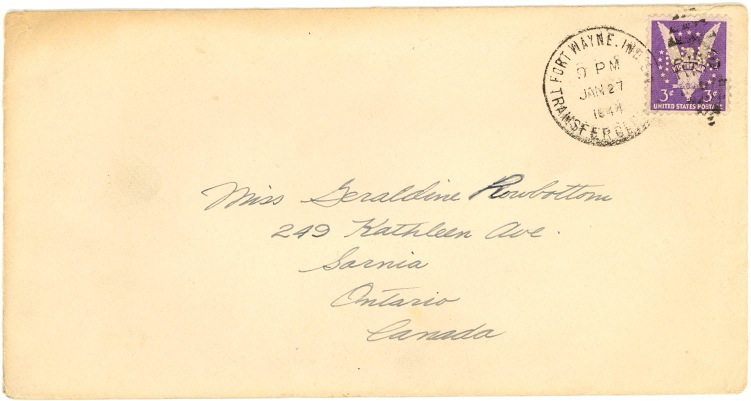 FORT WAYNE, IND.
9 PM
JAN 27
1944
TRANSFER
3¢ 3¢
UNITED STATES POSTAGE
Miss Geraldine Rowbottom
249 Kathleen Ave.
Sarnia
Ontario
Canada